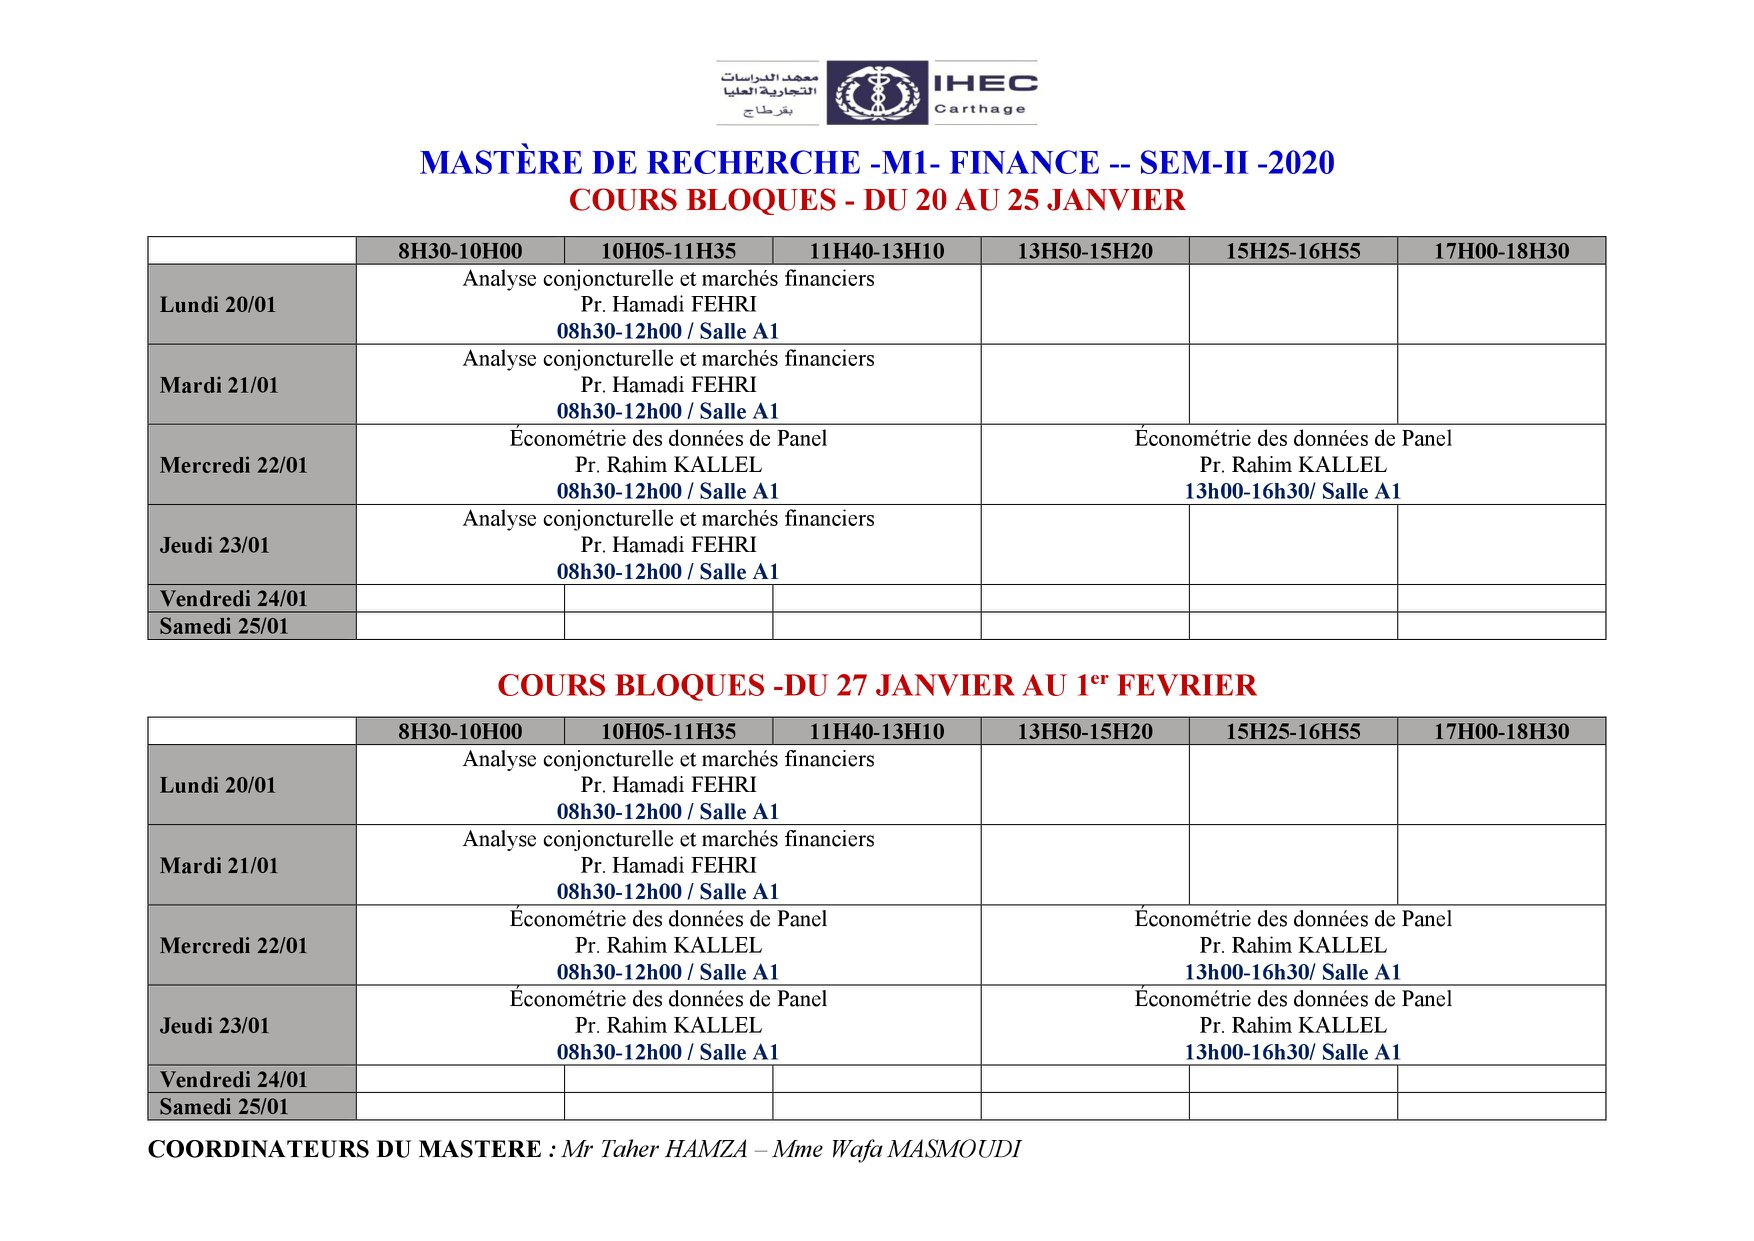 معهد الدراسات
التجارية العليا
بقرطاج
IHEC
Carthage
MASTÈRE DE RECHERCHE -M1- FINANCE -- SEM-II -2020
COURS BLOQUES - DU 20 AU 25 JANVIER
8H30-10H00 10H05-11H35 11H40-13H10 13H50-15H20 15H25-16H55 17H00-18H30
Lundi 20/01
Analyse conjoncturelle et marchés financiers
Pr. Hamadi FEHRI
08h30-12h00 / Salle A1
Mardi 21/01
Analyse conjoncturelle et marchés financiers
Pr. Hamadi FEHRI
08h30-12h00 / Salle A1
Mercredi 22/01
Économétrie des données de Panel
Pr. Rahim KALLEL
08h30-12h00 / Salle A1
Économétrie des données de Panel
Pr. Rahim KALLEL
13h00-16h30/ Salle A1
Jeudi 23/01
Analyse conjoncturelle et marchés financiers
Pr. Hamadi FEHRI
08h30-12h00 / Salle A1
Vendredi 24/01
Samedi 25/01
COURS BLOQUES -DU 27 JANVIER AU 1er FEVRIER
8H30-10H00 10H05-11H35 11H40-13H10 13H50-15H20 15H25-16H55 17H00-18H30
Lundi 20/01
Analyse conjoncturelle et marchés financiers
Pr. Hamadi FEHRI
08h30-12h00 / Salle A1
Mardi 21/01
Analyse conjoncturelle et marchés financiers
Pr. Hamadi FEHRI
08h30-12h00 / Salle A1
Mercredi 22/01
Économétrie des données de Panel
Pr. Rahim KALLEL
08h30-12h00 / Salle A1
Économétrie des données de Panel
Pr. Rahim KALLEL
13h00-16h30/ Salle A1
Jeudi 23/01
Économétrie des données de Panel
Pr. Rahim KALLEL
08h30-12h00 / Salle A1
Économétrie des données de Panel
Pr. Rahim KALLEL
13h00-16h30/ Salle A1
Vendredi 24/01
Samedi 25/01
COORDINATEURS DU MASTERE : Mr Taher HAMZA – Mme Wafa MASMOUDI